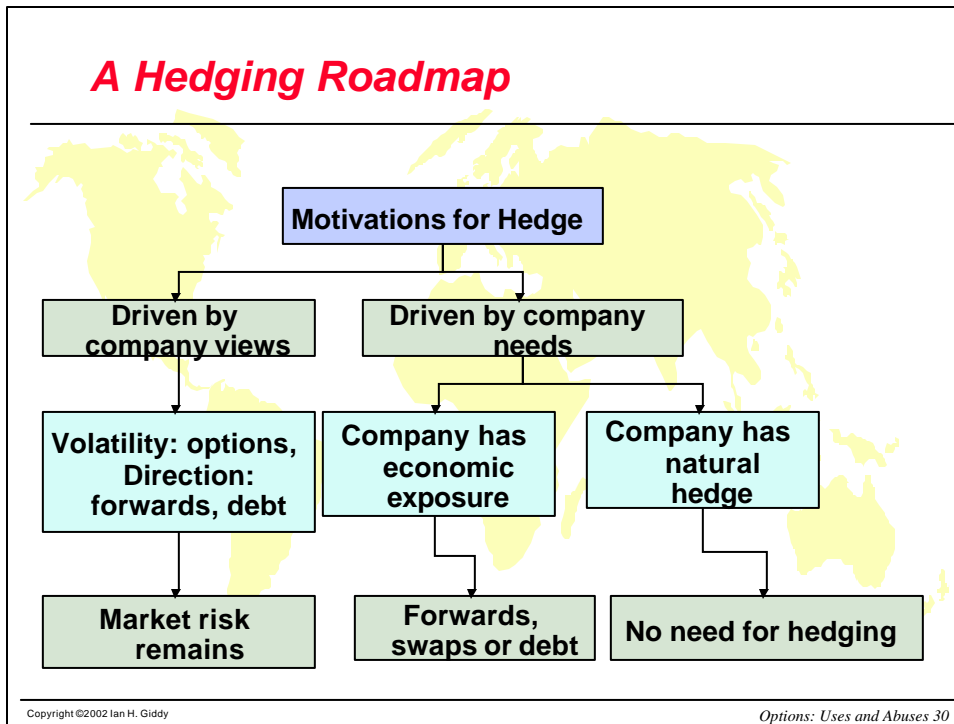 A Hedging Roadmap
Motivations for Hedge
Driven by
company views
Driven by company
needs
Volatility: options,
Direction:
forwards, debt
Company has
economic
exposure
Company has
natural
hedge
Market risk
remains
Forwards,
swaps or debt
No need for hedging
Copyright ©2002 Ian H. Giddy
Options: Uses and Abuses 30